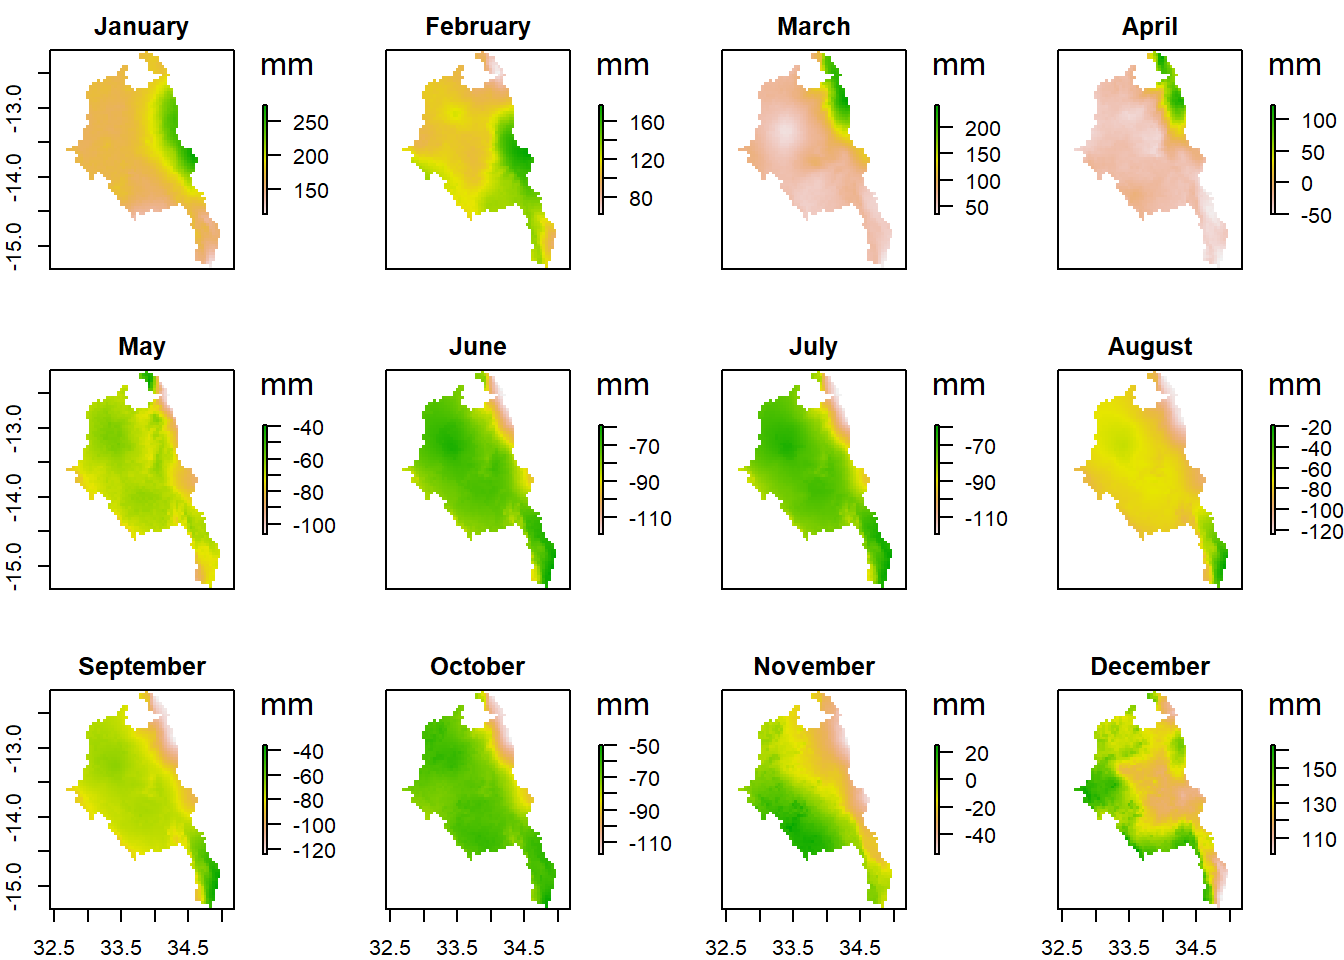 January
February
March
April
mm
mm
mm
mm
-13.0
-14.0
-15.0
250
200
150
160
120
80
200
150
100
50
100
50
0
-50
May
June
July
August
mm
mm
mm
mm
-13.0
-14.0
-15.0
-40
-60
-80
-100
-70
-90
-110
-70
-90
-110
-20
-40
-60
-80
-100
-120
September
October
November
December
mm
mm
mm
mm
-13.0
-14.0
-15.0
-40
-60
-80
-100
-120
-50
-70
-90
-110
20
0
-20
-40
150
130
110
32.5 33.5 34.5
32.5 33.5 34.5
32.5 33.5 34.5
32.5 33.5 34.5